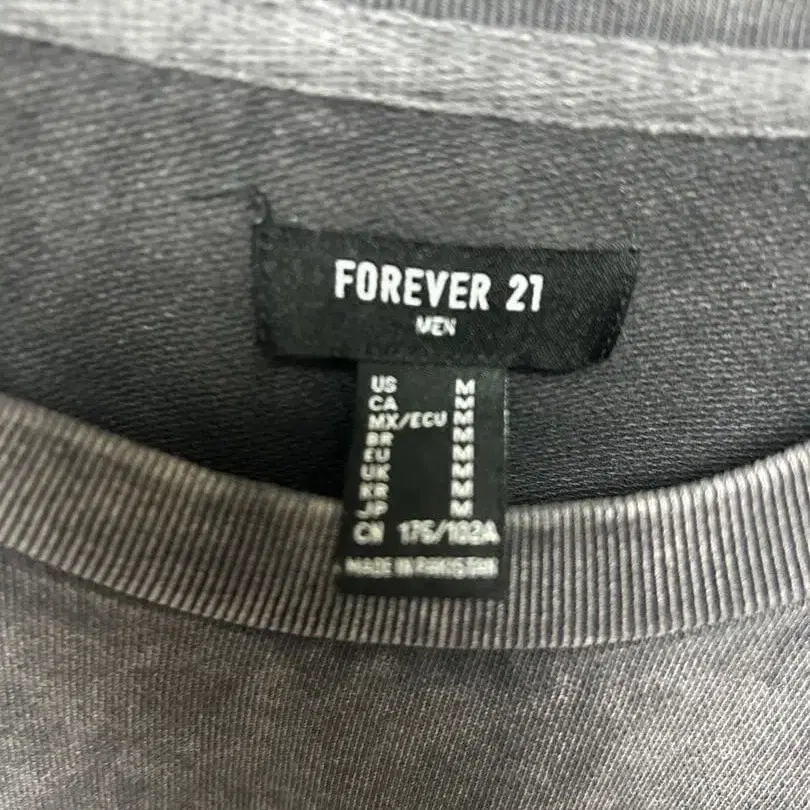 FOREVER 21
MEN
US M
CA M
MX/ECU M
BR M
EU M
UK M
KR M
JP M
CN 175/102A
MADE IN PAKISTAN